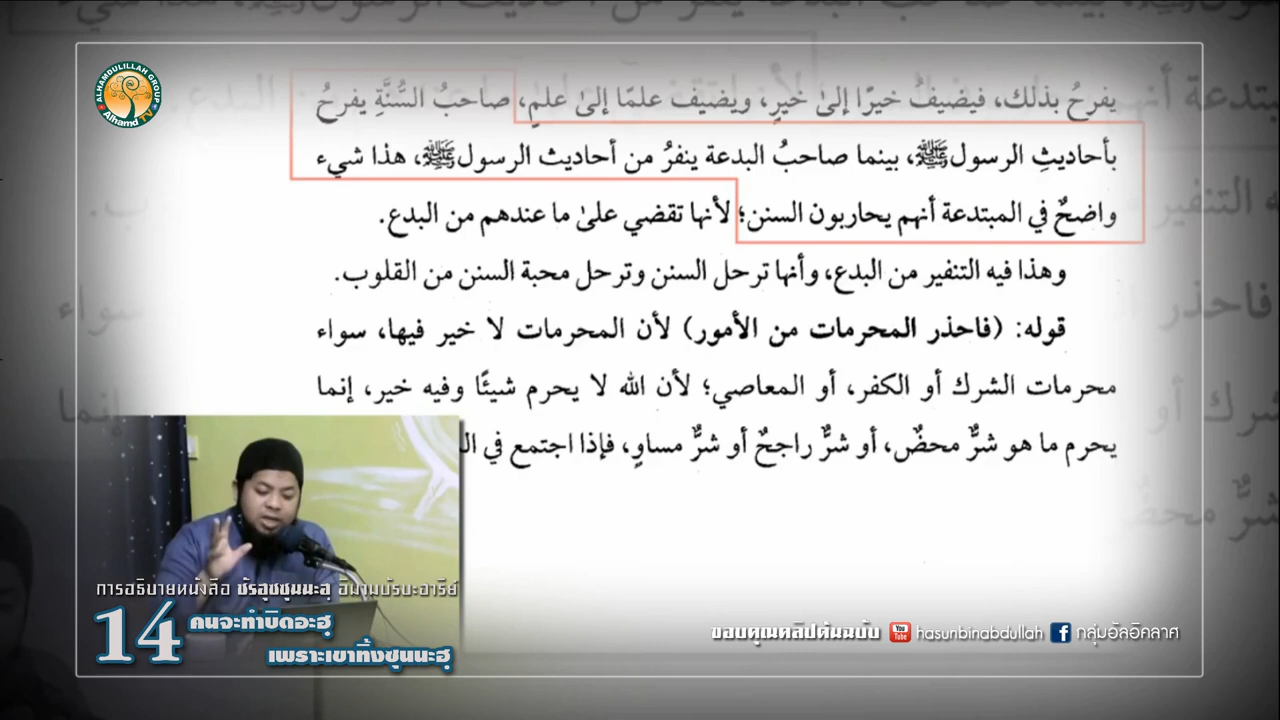 ALHAMDULILLAH GROUP
Alhamd TV
يفرحُ بذلك، فيضيفُ خيرًا إلىٰ خيرٍ، ويضيف علمًا إلىٰ علمٍ، صاحبُ السُّنَّةِ يفرحُ
بأحاديثِ الرسول ﷺ، بينما صاحبُ البدعة ينفرُ من أحاديث الرسول ﷺ، هذا شيء
واضحٌ في المبتدعة أنهم يحاربون السنن؛ لأنها تقضي علىٰ ما عندهم من البدع.
وهذا فيه التنفير من البدع، وأنها ترحل السنن وترحل محبة السنن من القلوب.
قوله: (فاحذر المحرمات من الأمور) لأن المحرمات لا خير فيها، سواء
محرمات الشرك أو الكفر، أو المعاصي؛ لأن الله لا يحرم شيئًا وفيه خير، إنما
يحرم ما هو شرٌّ محضٌ، أو شرٌّ راجحٌ أو شرٌّ مساوٍ، فإذا اجتمع في
การอธิบายหนังสือ ชัรฮุซซุนนะฮฺ อิมามบัรบะฮารีย์
14 คนจะทำบิดอะฮฺ
เพราะเขาทิ้งซุนนะฮฺ
ขอบคุณคลิปต้นฉบับ You Tube hasunbinabdullah f กลุ่มอัลอิคลาศ